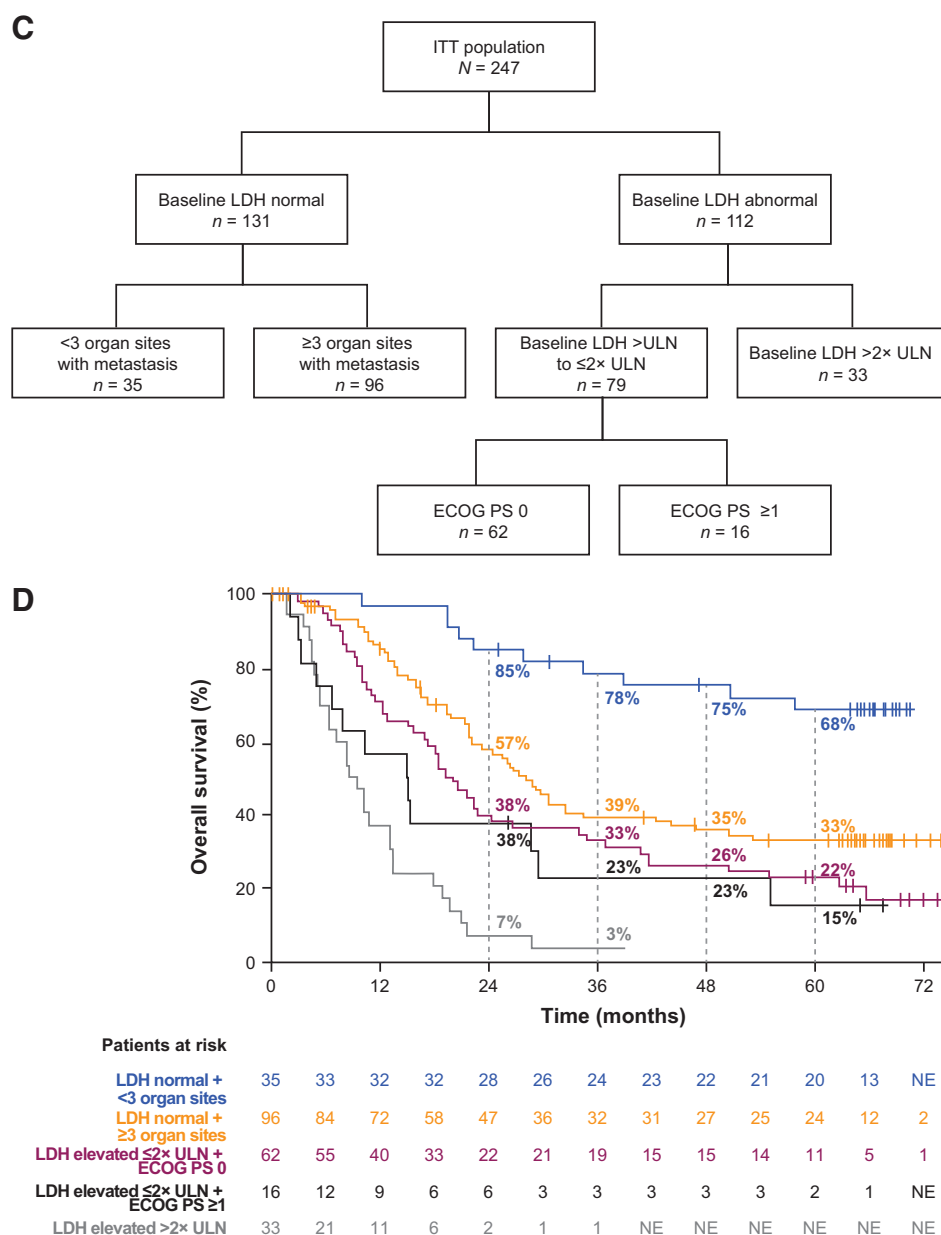 C
ITT population
N = 247
Baseline LDH normal
n = 131
Baseline LDH abnormal
n = 112
<3 organ sites
with metastasis
n = 35
≥3 organ sites
with metastasis
n = 96
Baseline LDH >ULN
to ≤2× ULN
n = 79
Baseline LDH >2× ULN
n = 33
ECOG PS 0
n = 62
ECOG PS ≥1
n = 16
D
Overall survival (%)
100
80
60
40
20
0
85%
78%
75%
68%
57%
39%
35%
33%
38%
33%
26%
22%
38%
23%
23%
15%
7%
3%
0 12 24 36 48 60 72
Time (months)
Patients at risk
LDH normal +
<3 organ sites
35 33 32 32 28 26 24 23 22 21 20 13 NE
LDH normal +
≥3 organ sites
96 84 72 58 47 36 32 31 27 25 24 12 2
LDH elevated ≤2× ULN +
ECOG PS 0
62 55 40 33 22 21 19 15 15 14 11 5 1
LDH elevated ≤2× ULN +
ECOG PS ≥1
16 12 9 6 6 3 3 3 3 3 2 1 NE
LDH elevated >2× ULN
33 21 11 6 2 1 1 NE NE NE NE NE NE